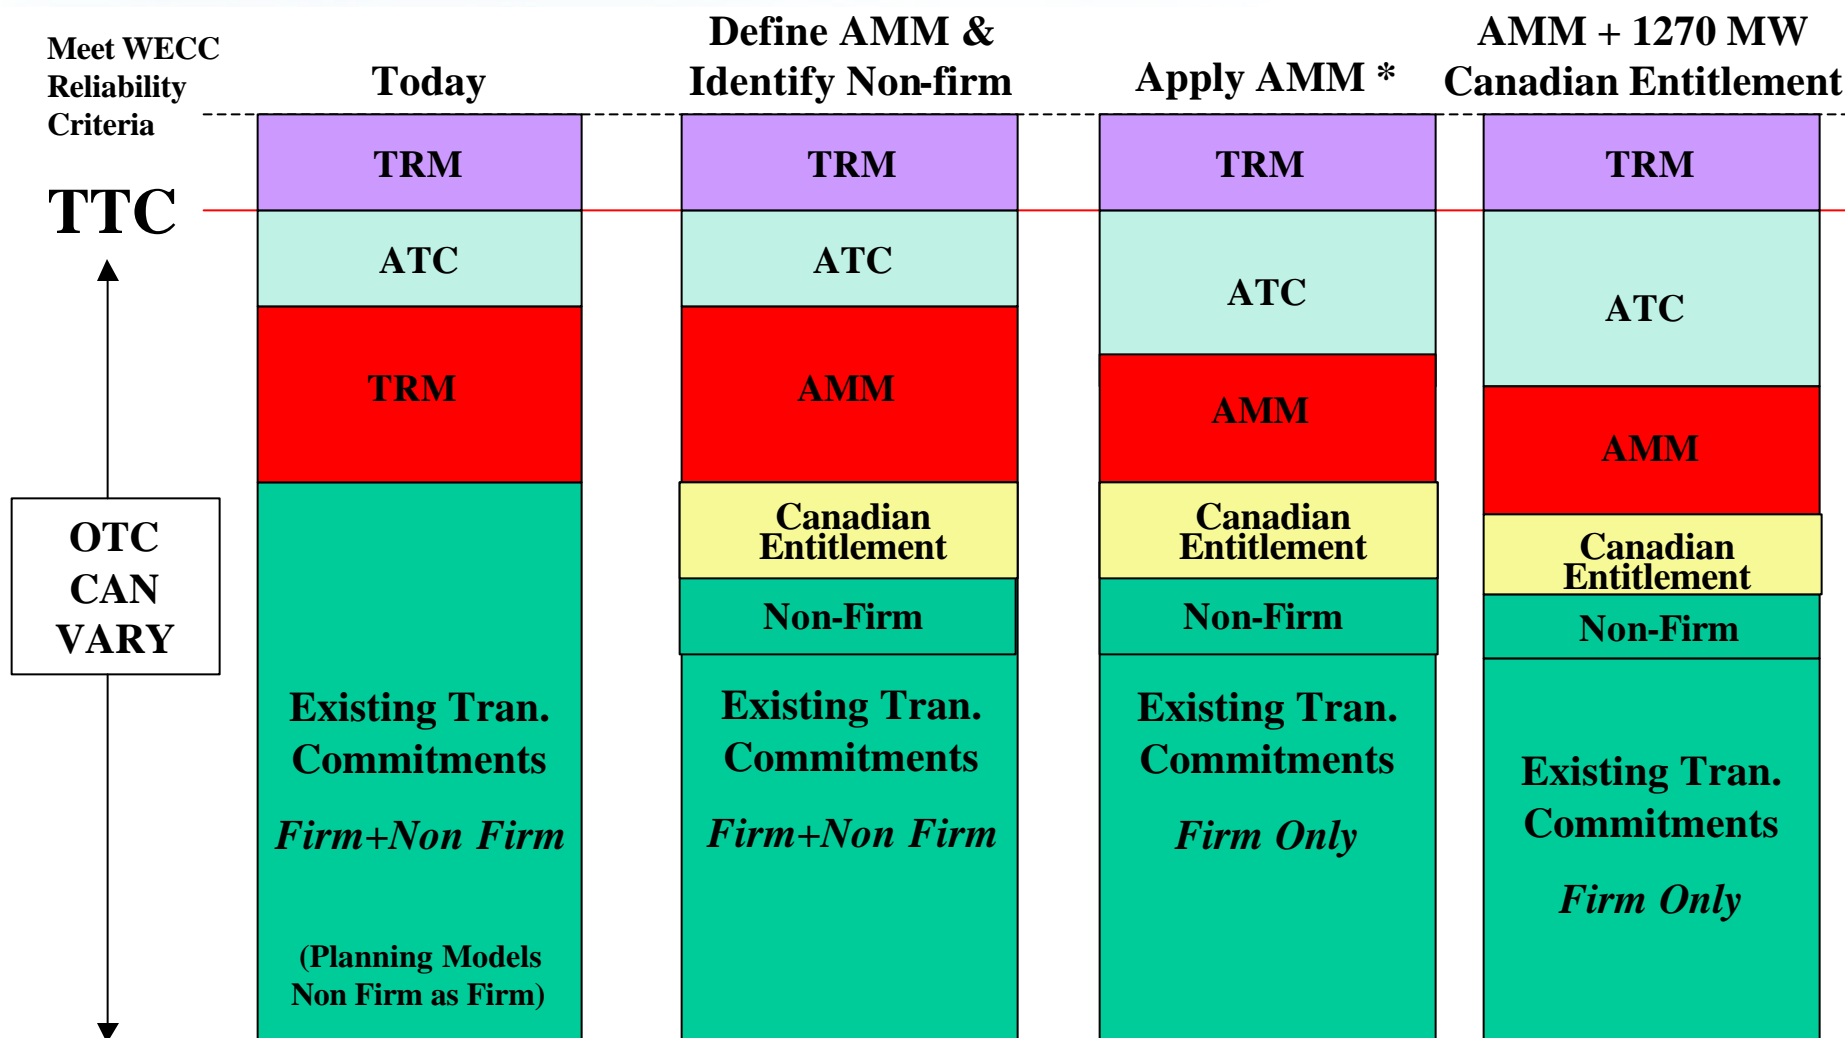 Meet WECC
Reliability
Criteria
TTC
OTC
CAN
VARY
Today
TRM
ATC
TRM
Existing Tran.
Commitments
Firm+Non Firm
(Planning Models
Non Firm as Firm)
Define AMM &
Identify Non-firm
TRM
ATC
AMM
Canadian
Entitlement
Non-Firm
Existing Tran.
Commitments
Firm+Non Firm
Apply AMM *
TRM
ATC
AMM
Canadian
Entitlement
Non-Firm
Existing Tran.
Commitments
Firm Only
AMM + 1270 MW
Canadian Entitlement
TRM
ATC
AMM
Canadian
Entitlement
Non-Firm
Existing Tran.
Commitments
Firm Only